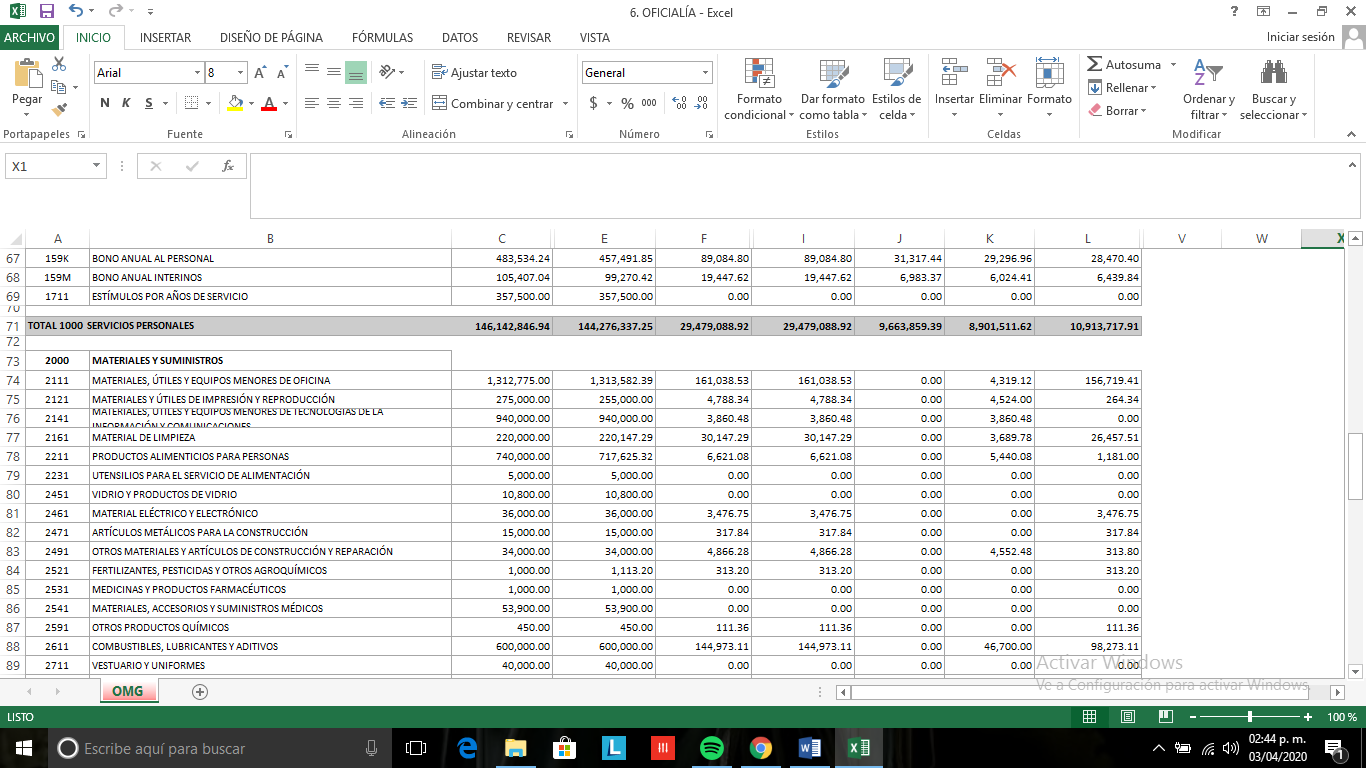 6. OFICIALÍA - Excel
ARCHIVO INICIO INSERTAR DISEÑO DE PÁGINA FÓRMULAS DATOS REVISAR VISTA Iniciar sesión
Pegar
Portapapeles
Arial 8
N K S
Fuente
Ajustar texto
Combinar y centrar
Alineación
General
$ % 000
Número
Formato condicional
Dar formato como tabla
Estilos de celda
Estilos
Insertar Eliminar Formato
Celdas
Autosuma
Rellenar
Borrar
Ordenar y filtrar
Buscar y seleccionar
Modificar
X1 fx
A B C E F I J K L V W X
67 159K BONO ANUAL AL PERSONAL 483,534.24 457,491.85 89,084.80 89,084.80 31,317.44 29,296.96 28,470.40
68 159M BONO ANUAL INTERINOS 105,407.04 99,270.42 19,447.62 19,447.62 6,983.37 6,024.41 6,439.84
69 1711 ESTÍMULOS POR AÑOS DE SERVICIO 357,500.00 357,500.00 0.00 0.00 0.00 0.00 0.00
70
71 TOTAL 1000 SERVICIOS PERSONALES 146,142,846.94 144,276,337.25 29,479,088.92 29,479,088.92 9,663,859.39 8,901,511.62 10,913,717.91
72
73 2000 MATERIALES Y SUMINISTROS
74 2111 MATERIALES, ÚTILES Y EQUIPOS MENORES DE OFICINA 1,312,775.00 1,313,582.39 161,038.53 161,038.53 0.00 4,319.12 156,719.41
75 2121 MATERIALES Y ÚTILES DE IMPRESIÓN Y REPRODUCCIÓN 275,000.00 255,000.00 4,788.34 4,788.34 0.00 4,524.00 264.34
76 2141 MATERIALES, ÚTILES Y EQUIPOS MENORES DE TECNOLOGÍAS DE LA INFORMACIÓN Y COMUNICACIONES 940,000.00 940,000.00 3,860.48 3,860.48 0.00 3,860.48 0.00
77 2161 MATERIAL DE LIMPIEZA 220,000.00 220,147.29 30,147.29 30,147.29 0.00 3,689.78 26,457.51
78 2211 PRODUCTOS ALIMENTICIOS PARA PERSONAS 740,000.00 717,625.32 6,621.08 6,621.08 0.00 5,440.08 1,181.00
79 2231 UTENSILIOS PARA EL SERVICIO DE ALIMENTACIÓN 5,000.00 5,000.00 0.00 0.00 0.00 0.00 0.00
80 2451 VIDRIO Y PRODUCTOS DE VIDRIO 10,800.00 10,800.00 0.00 0.00 0.00 0.00 0.00
81 2461 MATERIAL ELÉCTRICO Y ELECTRÓNICO 36,000.00 36,000.00 3,476.75 3,476.75 0.00 0.00 3,476.75
82 2471 ARTÍCULOS METÁLICOS PARA LA CONSTRUCCIÓN 15,000.00 15,000.00 317.84 317.84 0.00 0.00 317.84
83 2491 OTROS MATERIALES Y ARTÍCULOS DE CONSTRUCCIÓN Y REPARACIÓN 34,000.00 34,000.00 4,866.28 4,866.28 0.00 4,552.48 313.80
84 2521 FERTILIZANTES, PESTICIDAS Y OTROS AGROQUÍMICOS 1,000.00 1,113.20 313.20 313.20 0.00 0.00 313.20
85 2531 MEDICINAS Y PRODUCTOS FARMACÉUTICOS 1,000.00 1,000.00 0.00 0.00 0.00 0.00 0.00
86 2541 MATERIALES, ACCESORIOS Y SUMINISTROS MÉDICOS 53,900.00 53,900.00 0.00 0.00 0.00 0.00 0.00
87 2591 OTROS PRODUCTOS QUÍMICOS 450.00 450.00 111.36 111.36 0.00 0.00 111.36
88 2611 COMBUSTIBLES, LUBRICANTES Y ADITIVOS 600,000.00 600,000.00 144,973.11 144,973.11 0.00 46,700.00 98,273.11
89 2711 VESTUARIO Y UNIFORMES 40,000.00 40,000.00 0.00 0.00 0.00 0.00 0.00
Activar Windows
Ve a Configuración para activar Windows.
OMG
LISTO 100 %
Escribe aquí para buscar
02:44 p. m.
03/04/2020
1